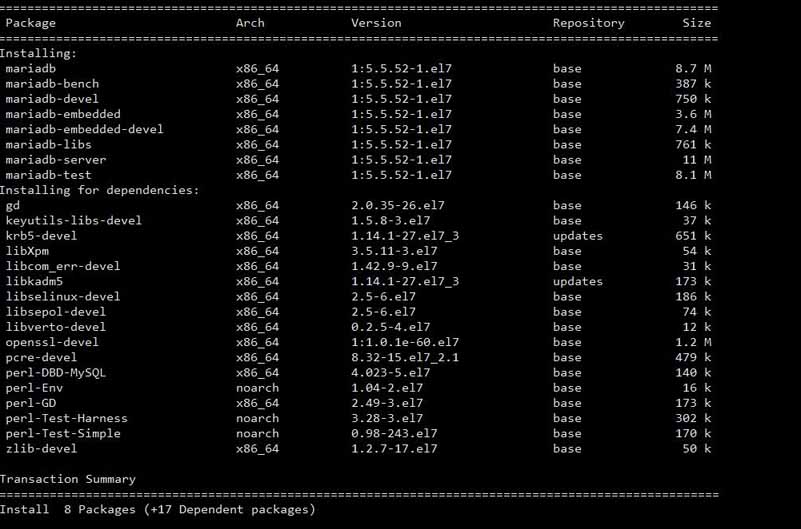 ================================================================================
Package Arch Version Repository Size
================================================================================
Installing:
mariadb x86_64 1:5.5.52-1.el7 base 8.7 M
mariadb-bench x86_64 1:5.5.52-1.el7 base 387 k
mariadb-devel x86_64 1:5.5.52-1.el7 base 750 k
mariadb-embedded x86_64 1:5.5.52-1.el7 base 3.6 M
mariadb-embedded-devel x86_64 1:5.5.52-1.el7 base 7.4 M
mariadb-libs x86_64 1:5.5.52-1.el7 base 761 k
mariadb-server x86_64 1:5.5.52-1.el7 base 11 M
mariadb-test x86_64 1:5.5.52-1.el7 base 8.1 M
Installing for dependencies:
gd x86_64 2.0.35-26.el7 base 146 k
keyutils-libs-devel x86_64 1.5.8-3.el7 base 37 k
krb5-devel x86_64 1.14.1-27.el7_3 updates 651 k
libXpm x86_64 3.5.11-3.el7 base 54 k
libcom_err-devel x86_64 1.42.9-9.el7 base 31 k
libkadm5 x86_64 1.14.1-27.el7_3 updates 173 k
libselinux-devel x86_64 2.5-6.el7 base 186 k
libsepol-devel x86_64 2.5-6.el7 base 74 k
libverto-devel x86_64 0.2.5-4.el7 base 12 k
openssl-devel x86_64 1:1.0.1e-60.el7 base 1.2 M
pcre-devel x86_64 8.32-15.el7_2.1 base 479 k
perl-DBD-MySQL x86_64 4.023-5.el7 base 140 k
perl-Env noarch 1.04-2.el7 base 16 k
perl-GD x86_64 2.49-3.el7 base 173 k
perl-Test-Harness noarch 3.28-3.el7 base 302 k
perl-Test-Simple noarch 0.98-243.el7 base 170 k
zlib-devel x86_64 1.2.7-17.el7 base 50 k
Transaction Summary
================================================================================
Install 8 Packages (+17 Dependent packages)